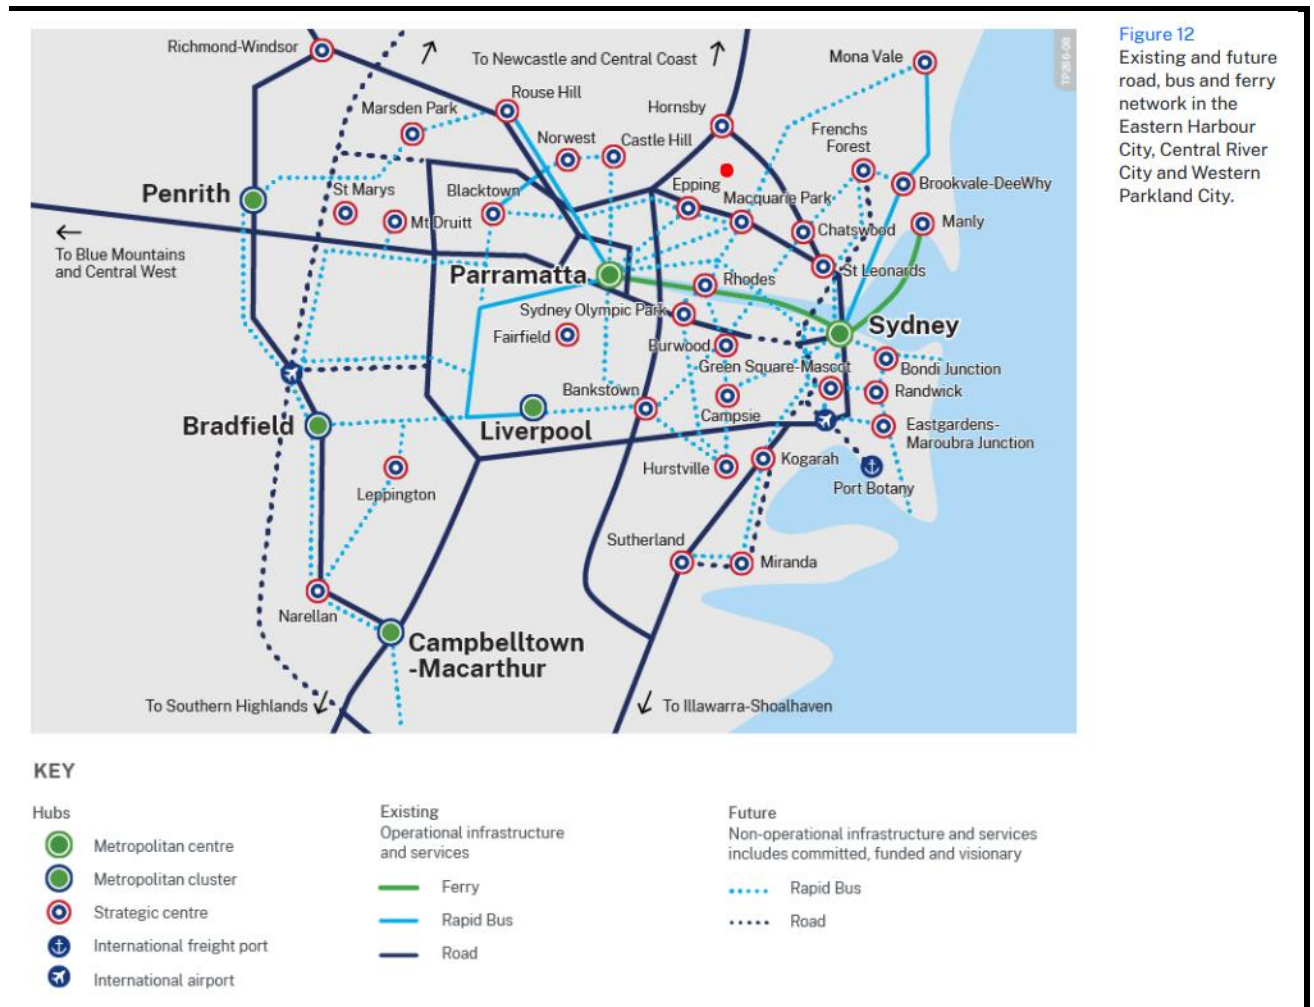 Figure 12
Existing and future
road, bus and ferry
network in the
Eastern Harbour
City, Central River
City and Western
Parkland City.
TP266-08
Richmond-Windsor
To Newcastle and Central Coast
Mona Vale
Marsden Park
Rouse Hill
Hornsby
Norwest
Castle Hill
Frenchs
Forest
Penrith
St Marys
Blacktown
Epping
Macquarie Park
Brookvale-DeeWhy
Mt Druitt
Chatswood
Manly
To Blue Mountains
and Central West
Parramatta
Rhodes
St Leonards
Sydney Olympic Park
Sydney
Fairfield
Burwood
Green Square-Mascot
Bondi Junction
Bankstown
Randwick
Campsie
Bradfield
Liverpool
Eastgardens-
Maroubra Junction
Leppington
Hurstville
Kogarah
Port Botany
Sutherland
Miranda
Narellan
Campbelltown
-Macarthur
To Southern Highlands
To Illawarra-Shoalhaven
KEY
Hubs
Metropolitan centre
Metropolitan cluster
Strategic centre
International freight port
International airport
Existing
Operational infrastructure
and services
Ferry
Rapid Bus
Road
Future
Non-operational infrastructure and services
includes committed, funded and visionary
Rapid Bus
Road